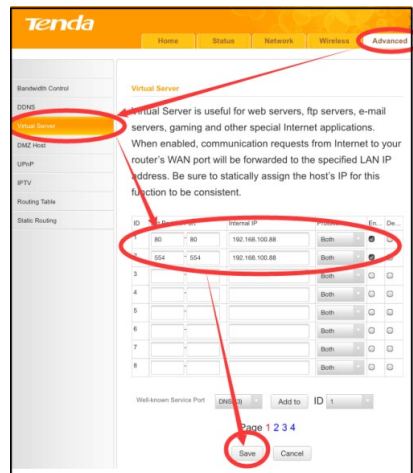 Tenda
Home Status Network Wireless Advanced
Bandwidth Control
DDNS
Virtual Server
DMZ Host
UPnP
IPTV
Routing Table
Static Routing
Virtual Server
Virtual Server is useful for web servers, ftp servers, e-mail
servers, gaming and other special Internet applications.
When enabled, communication requests from Internet to your
router's WAN port will be forwarded to the specified LAN IP
address. Be sure to statically assign the host's IP for this
function to be consistent.
ID Internal IP En... De...
1 80 - 80 192.168.100.88 Both
554 - 554 192.168.100.88 Both
3 - Both
4 - Both
5 - Both
6 - Both
7 - Both
8 - Both
Well-known Service Port Add to ID 1
Page 1 2 3 4
Save Cancel